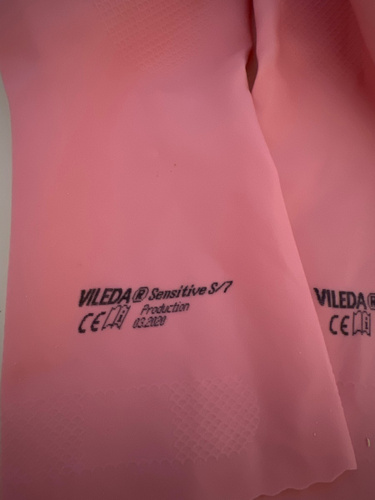 VILEDA® Sensitive S/7
CE Production
03.2020
VILEDA®
CE